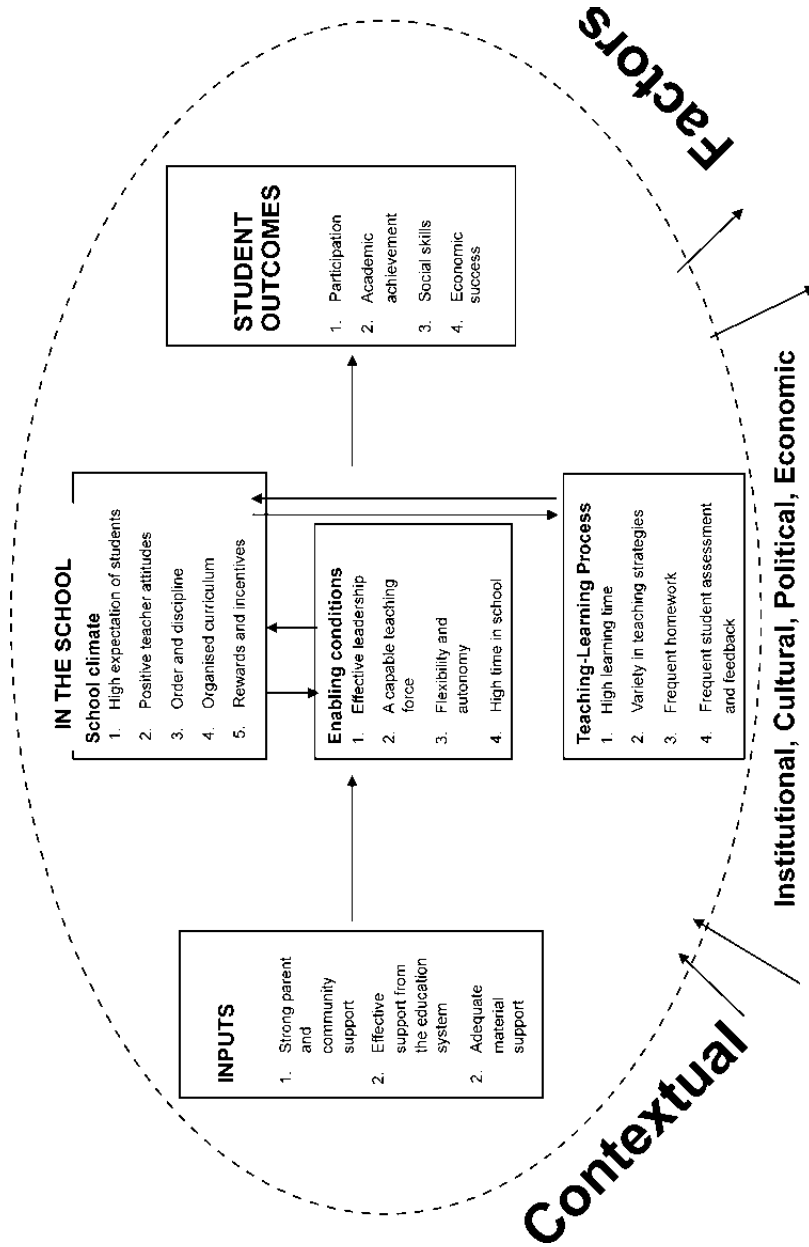 INPUTS
1. Strong parent
and
community
support
2. Effective
support from
the education
system
2. Adequate
material
support
IN THE SCHOOL
School climate
1. High expectation of students
2. Positive teacher attitudes
3. Order and discipline
4. Organised curriculum
5. Rewards and incentives
Enabling conditions
1. Effective leadership
2. A capable teaching
force
3. Flexibility and
autonomy
4. High time in school
Teaching-Learning Process
1. High learning time
2. Variety in teaching strategies
3. Frequent homework
4. Frequent student assessment
and feedback
STUDENT
OUTCOMES
1. Participation
2. Academic
achievement
3. Social skills
4. Economic
success
Contextual
Factors
Institutional, Cultural, Political, Economic